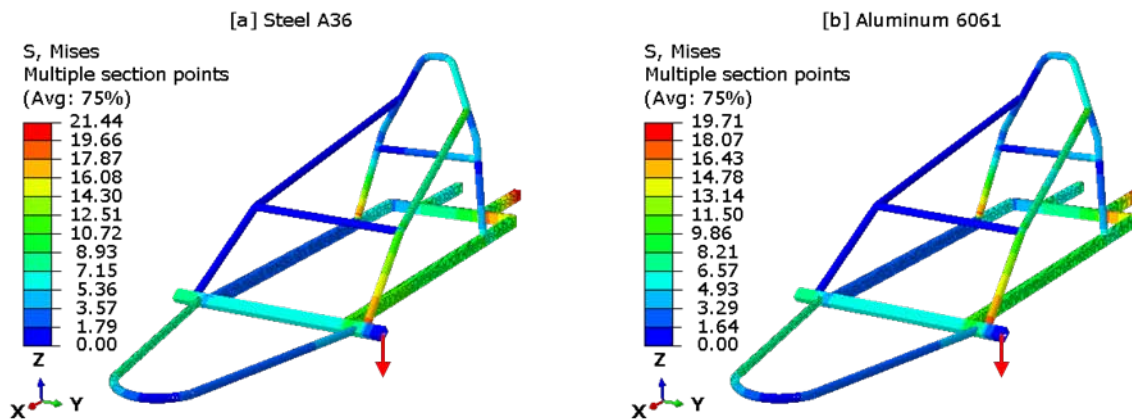 [a] Steel A36
S, Mises
Multiple section points
(Avg: 75%)
21.44
19.66
17.87
16.08
14.30
12.51
10.72
8.93
7.15
5.36
3.57
1.79
0.00
Z
X
Y
[b] Aluminum 6061
S, Mises
Multiple section points
(Avg: 75%)
19.71
18.07
16.43
14.78
13.14
11.50
9.86
8.21
6.57
4.93
3.29
1.64
0.00
Z
X
Y